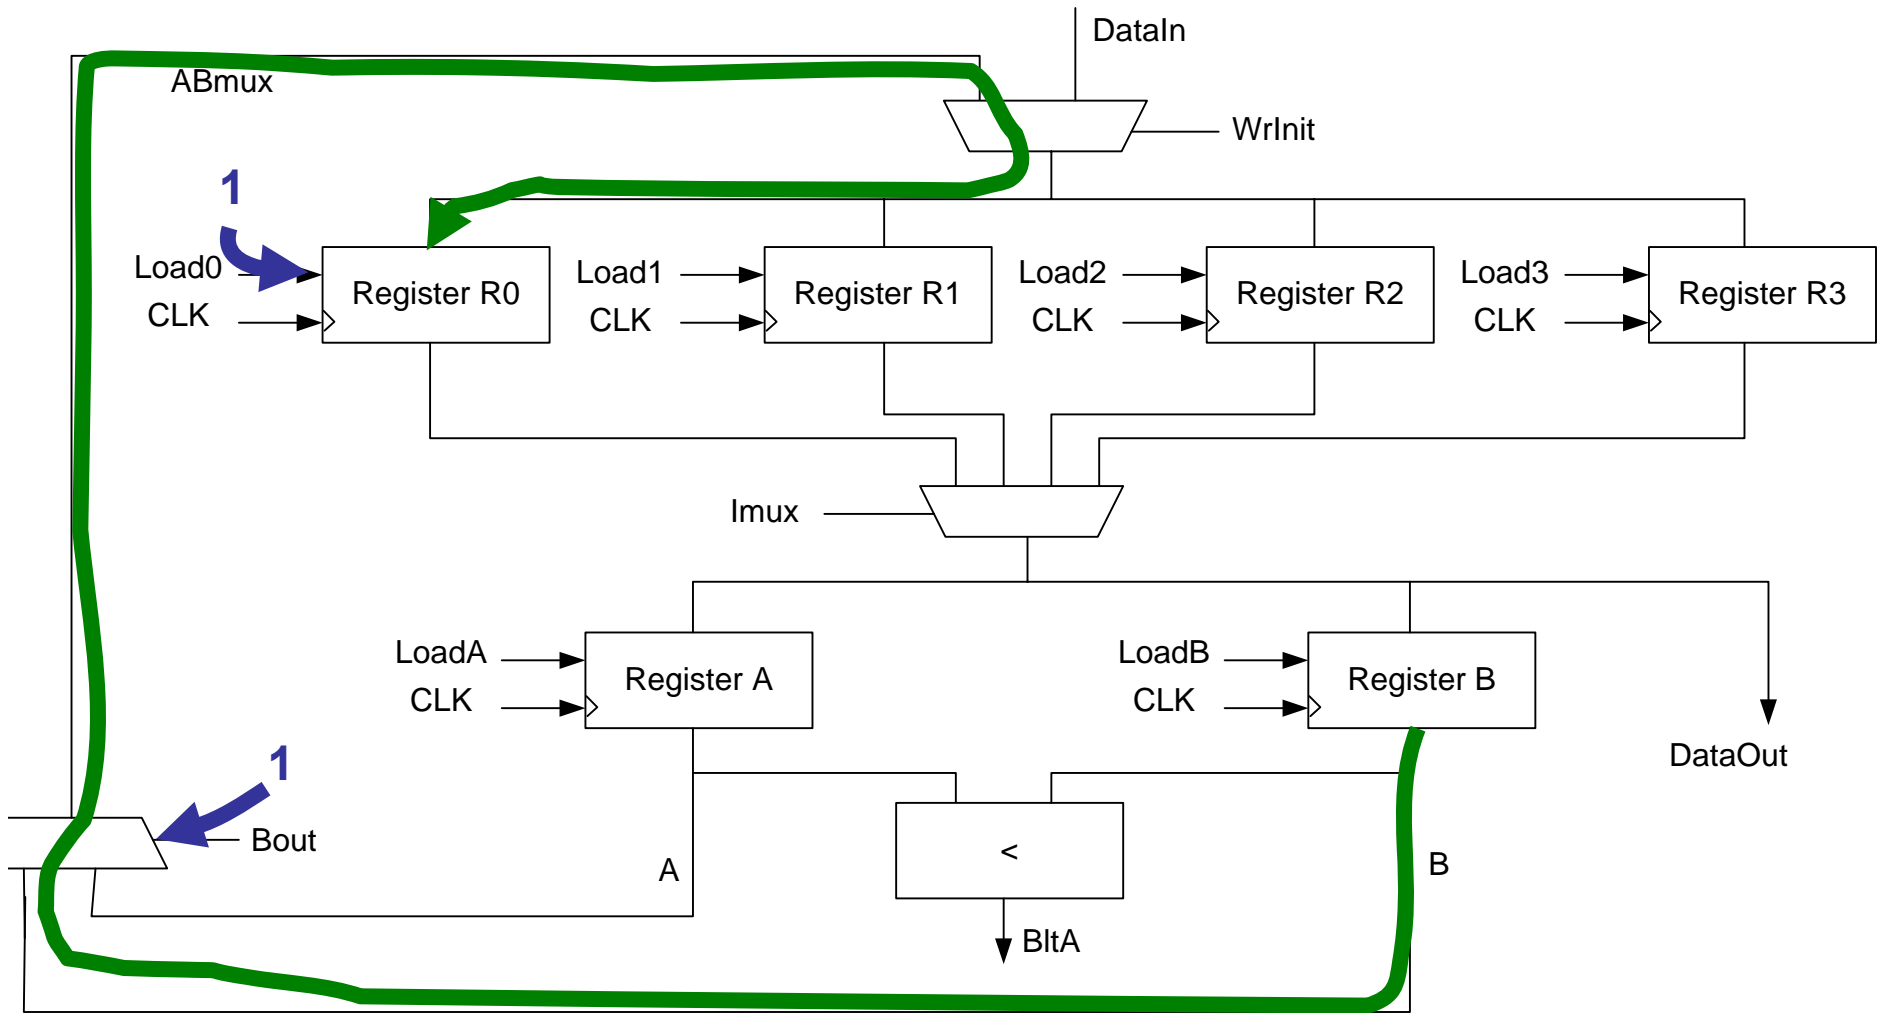 DataIn
ABmux
WrInit
1
Load0
CLK
Register R0
Load1
CLK
Register R1
Load2
CLK
Register R2
Load3
CLK
Register R3
Imux
LoadA
CLK
Register A
LoadB
CLK
Register B
DataOut
1
Bout
A
<
B
BltA